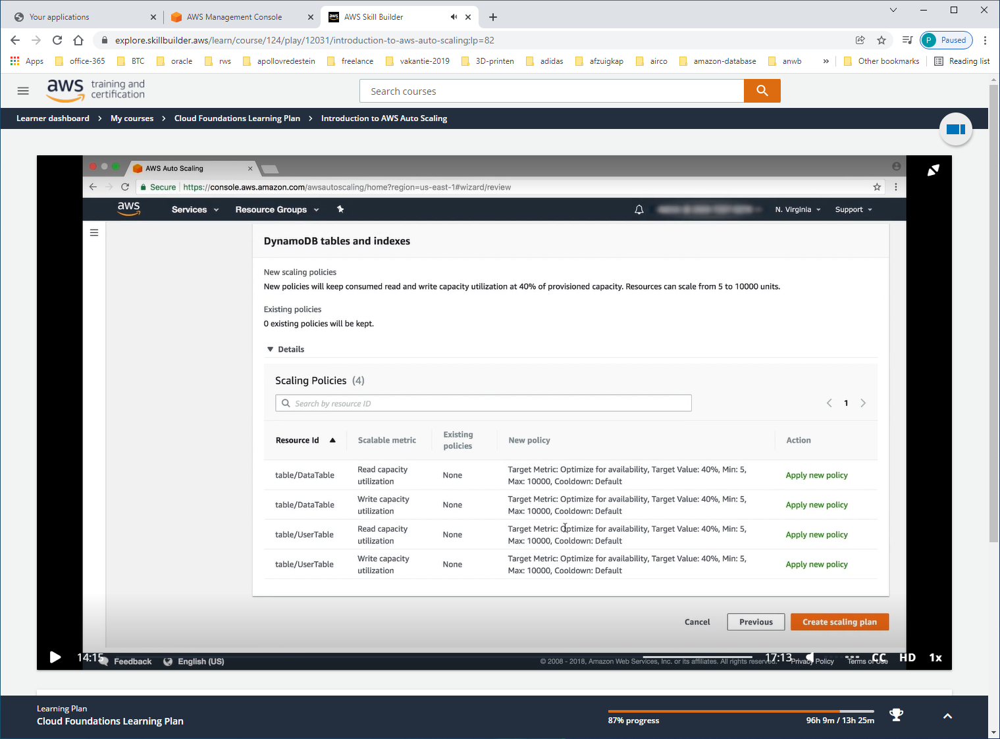 Your applications
AWS Management Console
aws AWS Skill Builder
explore.skillbuilder.aws/learn/course/124/play/12031/introduction-to-aws-auto-scaling;lp=82
P Paused
Apps office-365 BTC oracle rws apollovredestein freelance vakantie-2019 3D-printen adidas afzuigkap airco amazon-database anwb » Other bookmarks Reading list
aws training and
certification
Search courses
Learner dashboard > My courses > Cloud Foundations Learning Plan > Introduction to AWS Auto Scaling
AWS Auto Scaling
Secure https://console.aws.amazon.com/awsautoscaling/home?region=us-east-1#wizard/review
aws Services Resource Groups N. Virginia Support
DynamoDB tables and indexes
New scaling policies
New policies will keep consumed read and write capacity utilization at 40% of provisioned capacity. Resources can scale from 5 to 10000 units.
Existing policies
0 existing policies will be kept.
Details
Scaling Policies (4)
Search by resource ID
1
Resource Id Scalable metric Existing policies New policy Action
table/DataTable Read capacity utilization None Target Metric: Optimize for availability, Target Value: 40%, Min: 5, Max: 10000, Cooldown: Default Apply new policy
table/DataTable Write capacity utilization None Target Metric: Optimize for availability, Target Value: 40%, Min: 5, Max: 10000, Cooldown: Default Apply new policy
table/UserTable Read capacity utilization None Target Metric: Optimize for availability, Target Value: 40%, Min: 5, Max: 10000, Cooldown: Default Apply new policy
table/UserTable Write capacity utilization None Target Metric: Optimize for availability, Target Value: 40%, Min: 5, Max: 10000, Cooldown: Default Apply new policy
Cancel Previous Create scaling plan
14:15 Feedback English (US) © 2008 - 2018, Amazon Web Services, Inc. or its affiliates. All rights reserved. 17:13 Privacy Policy Terms of Use CC HD 1x
Learning Plan
Cloud Foundations Learning Plan
87% progress 96h 9m / 13h 25m